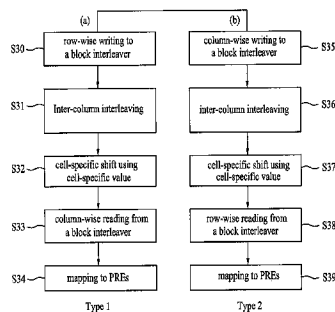 (a)
(b)
S30
row-wise writing to
a block interleaver
column-wise writing to
a block interleaver
S35
S31
Inter-column interleaving
inter-column interleaving
S36
S32
cell-specific shift using
cell-specific value
cell-specific shift using
cell-specific value
S37
S33
column-wise reading from
a block interleaver
row-wise reading from
a block interleaver
S38
S34
mapping to PREs
mapping to PREs
S39
Type 1
Type 2